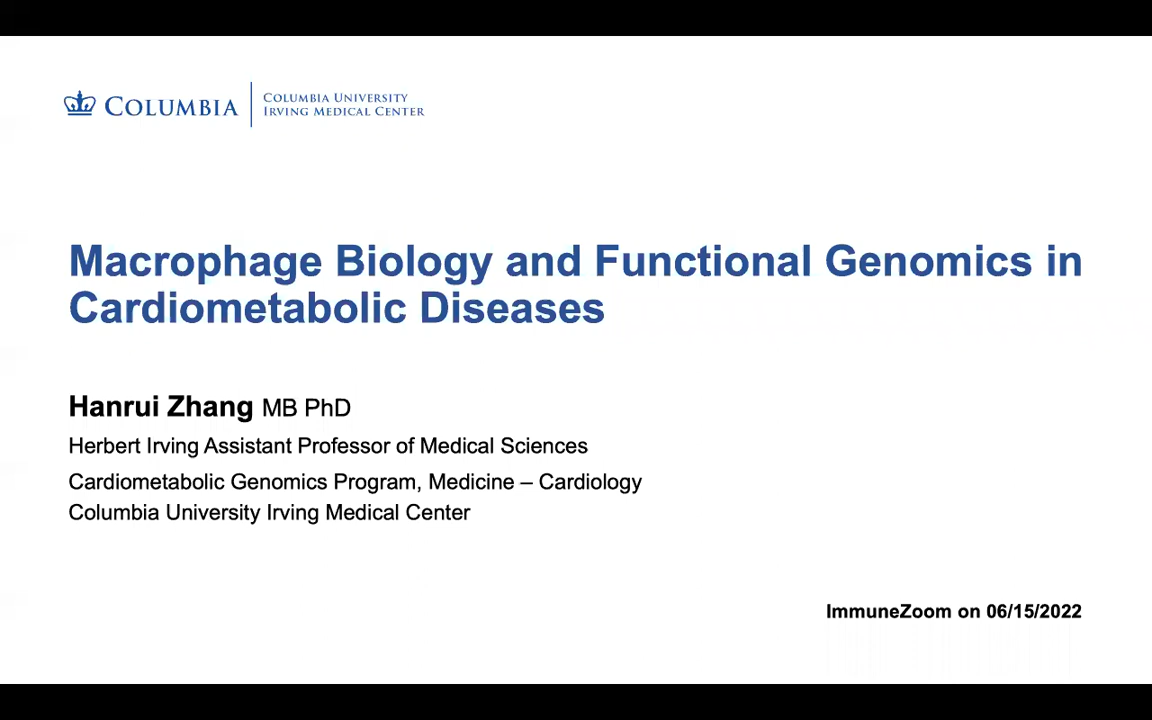 COLUMBIA
COLUMBIA UNIVERSITY
IRVING MEDICAL CENTER
Macrophage Biology and Functional Genomics in
Cardiometabolic Diseases
Hanrui Zhang MB PhD
Herbert Irving Assistant Professor of Medical Sciences
Cardiometabolic Genomics Program, Medicine – Cardiology
Columbia University Irving Medical Center
ImmuneZoom on 06/15/2022